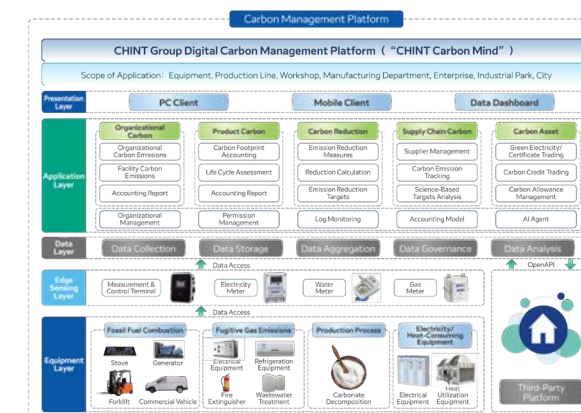 Carbon Management Platform
CHINT Group Digital Carbon Management Platform ( “CHINT Carbon Mind” )
Scope of Application: Equipment, Production Line, Workshop, Manufacturing Department, Enterprise, Industrial Park, City
Presentation
Layer
PC Client
Mobile Client
Data Dashboard
Application
Layer
Organizational
Carbon
Product Carbon
Carbon Reduction
Supply Chain Carbon
Carbon Asset
Organizational
Carbon Emissions
Carbon Footprint
Accounting
Emission Reduction
Measures
Supplier Management
Green Electricity/
Certificate Trading
Facility Carbon
Emissions
Life Cycle Assessment
Reduction Calculation
Carbon Emission
Tracking
Carbon Credit Trading
Accounting Report
Accounting Report
Emission Reduction
Targets
Science-Based
Targets Analysis
Carbon Allowance
Management
Organizational
Management
Permission
Management
Log Monitoring
Accounting Model
AI Agent
Data
Layer
Data Collection
Data Storage
Data Aggregation
Data Governance
Data Analysis
Data Access
OpenAPI
Edge
Sensing
Layer
Measurement &
Control Terminal
Electricity
Meter
Water
Meter
Gas
Meter
Data Access
Equipment
Layer
Fossil Fuel Combustion
Fugitive Gas Emissions
Production Process
Electricity/
Heat-Consuming
Equipment
Stove
Generator
Electrical
Equipment
Refrigeration
Equipment
Forklift
Commercial Vehicle
Fire
Extinguisher
Wastewater
Treatment
Carbonate
Decomposition
Electrical
Equipment
Heat
Utilization
Equipment
Third-Party
Platform